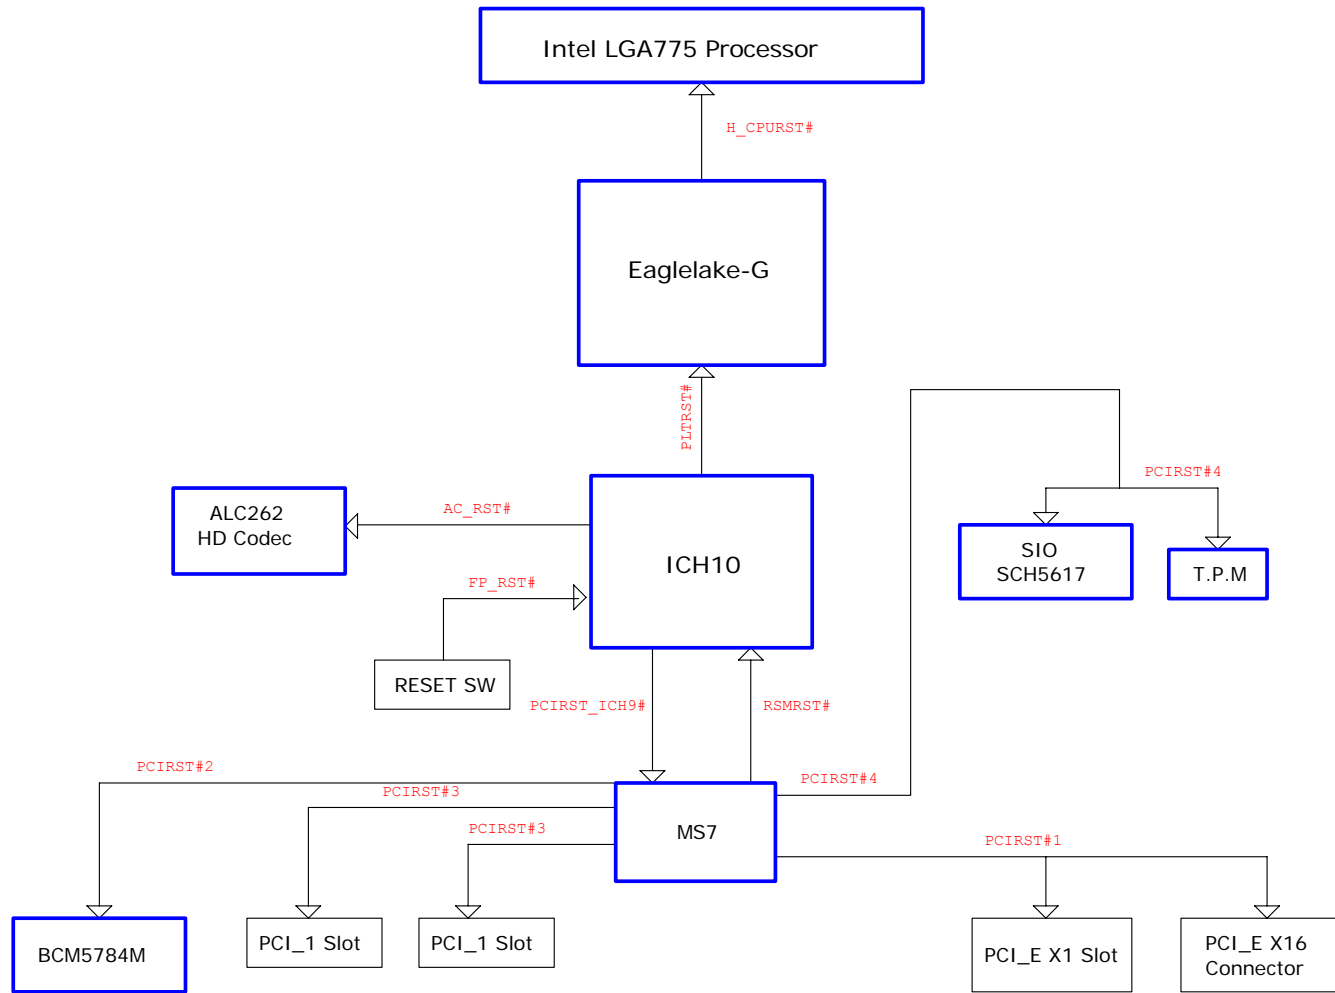 Intel LGA775 Processor
H_CPURST#
Eaglelake-G
PLTRST#
PCIRST#4
ALC262
HD Codec
AC_RST#
ICH10
SIO
SCH5617
T.P.M
FP_RST#
RESET SW
PCIRST_ICH9#
RSMRST#
PCIRST#2
PCIRST#3
PCIRST#4
PCIRST#3
MS7
PCIRST#1
BCM5784M
PCI_1 Slot
PCI_1 Slot
PCI_E X1 Slot
PCI_E X16
Connector